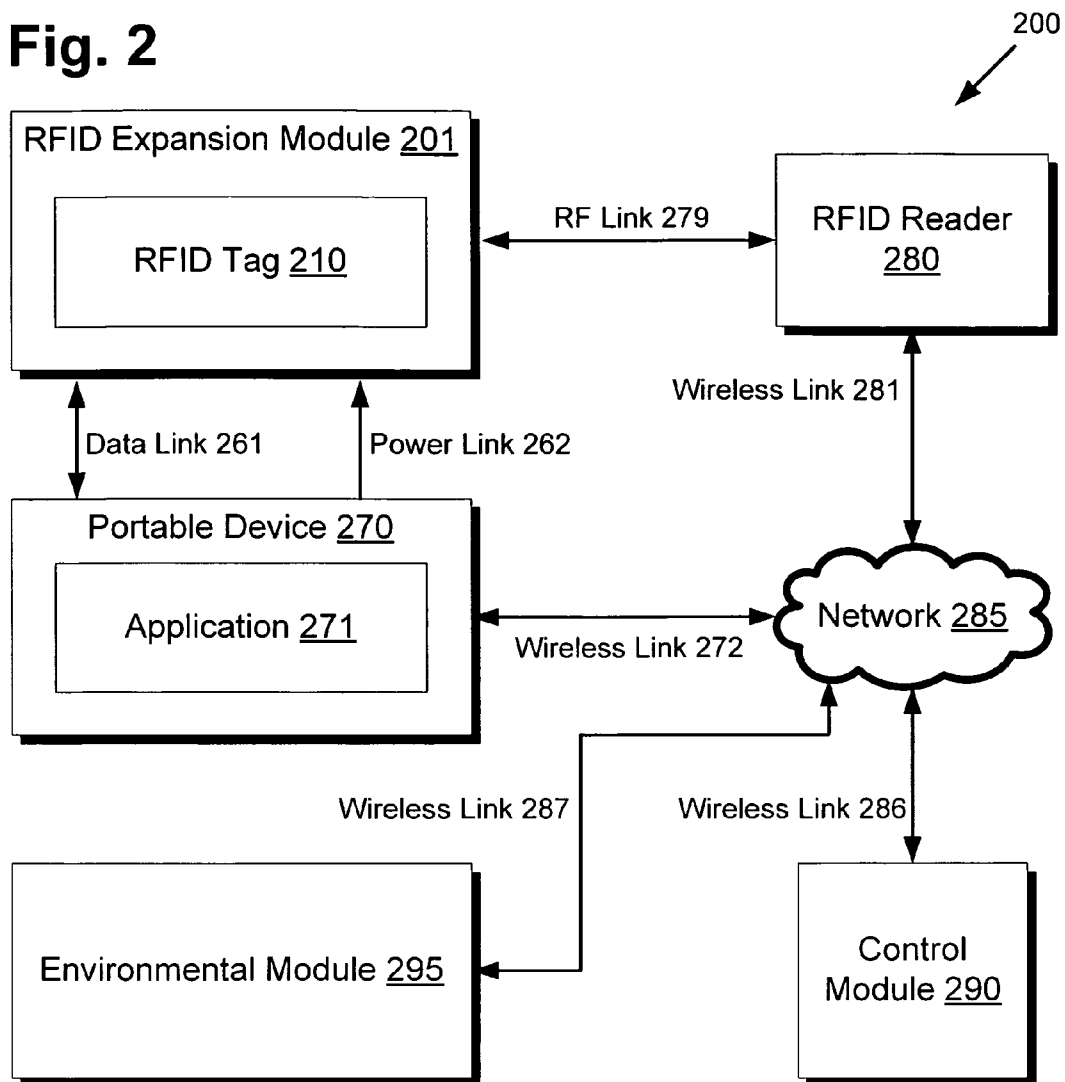 Fig. 2
200
RFID Expansion Module 201
RFID Tag 210
RF Link 279
RFID Reader
280
Wireless Link 281
Data Link 261
Power Link 262
Portable Device 270
Application 271
Wireless Link 272
Network 285
Wireless Link 287
Wireless Link 286
Environmental Module 295
Control
Module 290